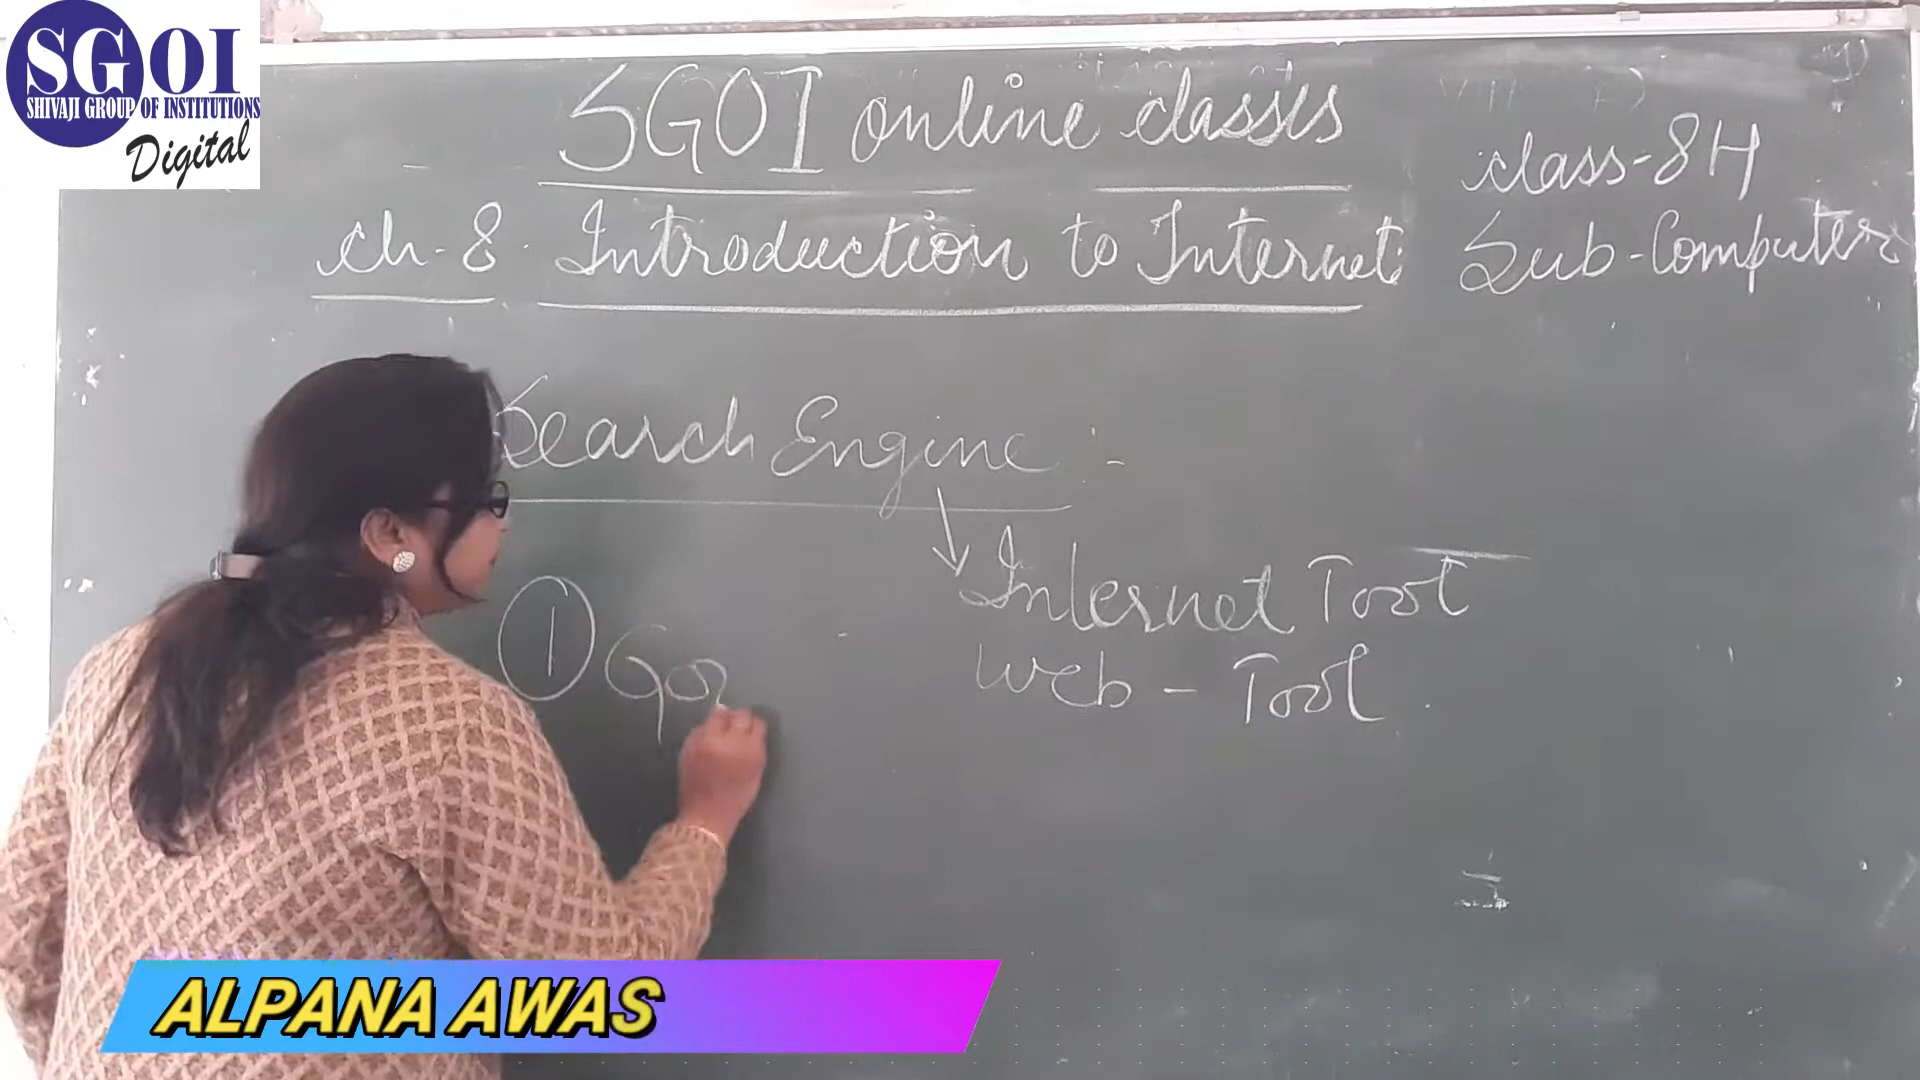 SGOI
SHIVAJI GROUP OF INSTITUTIONS
Digital
SGOI online classes
class-8H
Sub-Computer
ch-8. Introduction to Internet
Search Engine :-
Internet Tool
Web-Tool.
① Goo
ALPANA AWAS